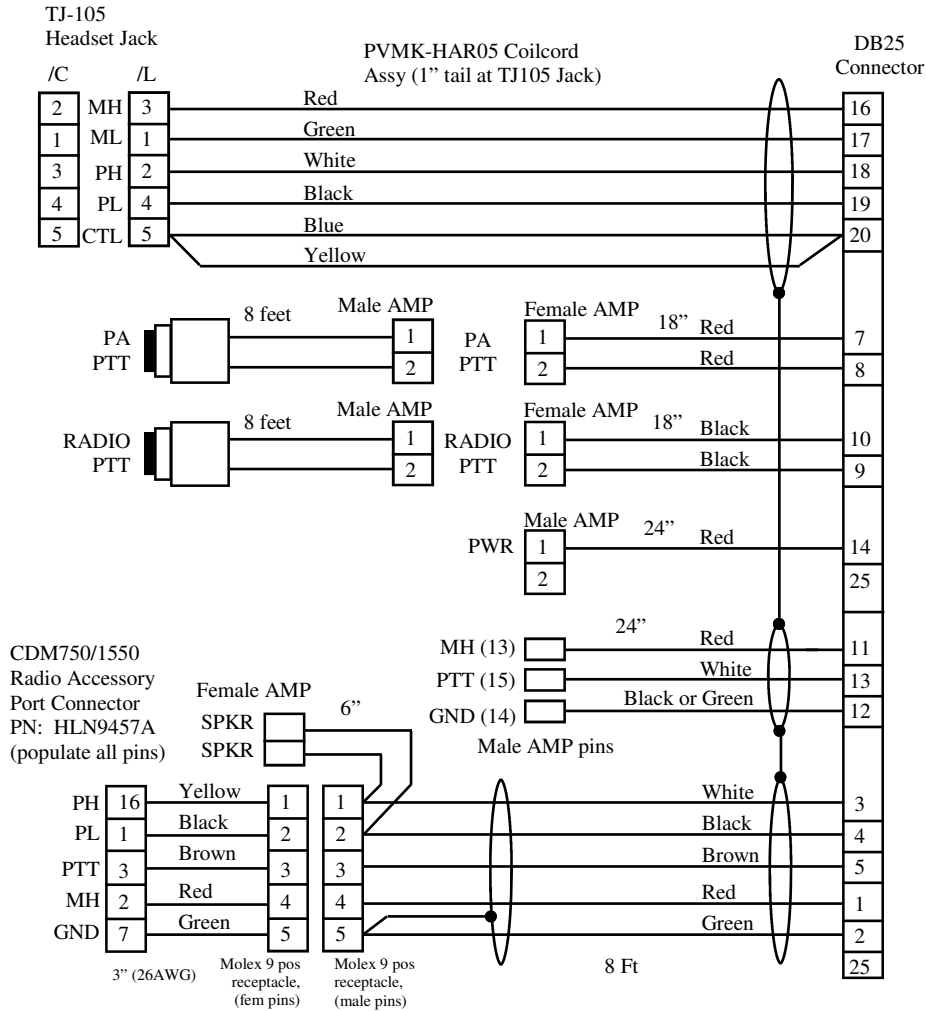 TJ-105
Headset Jack
PVMK-HAR05 Coilcord
Assy (1” tail at TJ105 Jack)
DB25
Connector
/C /L
2 MH 3 Red 16
1 ML 1 Green 17
3 PH 2 White 18
4 PL 4 Black 19
5 CTL 5 Blue 20
Yellow
8 feet Male AMP Female AMP 18”
PA
PTT
1
2
PA
PTT
1 Red 7
2 Red 8
8 feet Male AMP Female AMP 18”
RADIO
PTT
1
2
RADIO
PTT
1 Black 10
2 Black 9
Male AMP 24”
PWR 1 Red 14
2 25
24”
MH (13) Red 11
PTT (15) White 13
GND (14) Black or Green 12
Male AMP pins
CDM750/1550
Radio Accessory
Port Connector
PN: HLN9457A
(populate all pins)
Female AMP
SPKR
SPKR
6”
PH 16 Yellow 1 1 White 3
PL 1 Black 2 2 Black 4
PTT 3 Brown 3 3 Brown 5
MH 2 Red 4 4 Red 1
GND 7 Green 5 5 Green 2
25
3” (26AWG)
Molex 9 pos
receptacle,
(fem pins)
Molex 9 pos
receptacle,
(male pins)
8 Ft